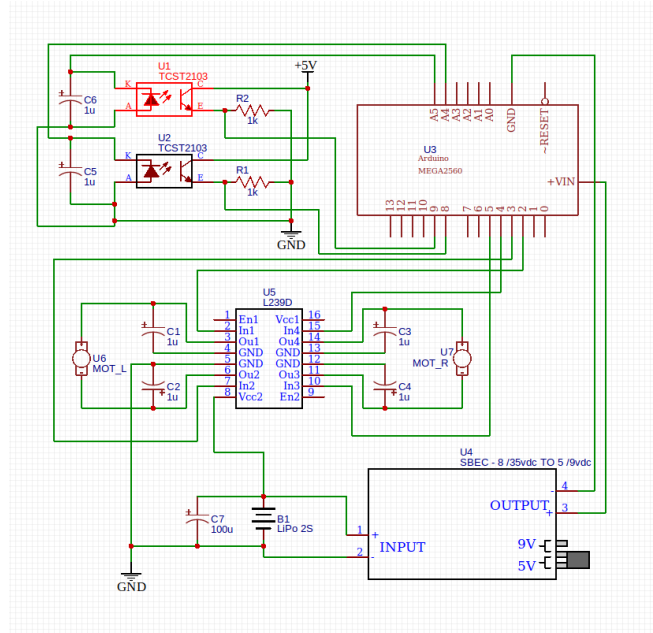 +5V
U1
TCST2103
K
C
A
E
C6
1u
R2
1k
U2
TCST2103
K
C
A
E
C5
1u
R1
1k
GND
A5
A4
A3
A2
A1
A0
GND
~RESET
U3
Arduino
MEGA2560
+VIN
13
12
11
10
9
8
7
6
5
4
3
2
1
0
U5
L239D
1 En1 Vcc1 16
2 In1 In4 15
3 Ou1 Ou4 14
4 GND GND 13
5 GND GND 12
6 Ou2 Ou3 11
7 In2 In3 10
8 Vcc2 En2 9
C1
1u
C2
1u
U6
MOT_L
C3
1u
C4
1u
U7
MOT_R
U4
SBEC - 8 /35vdc TO 5 /9vdc
OUTPUT
- 4
+ 3
1 +
INPUT
2 -
9V
5V
C7
100u
B1
LiPo 2S
GND